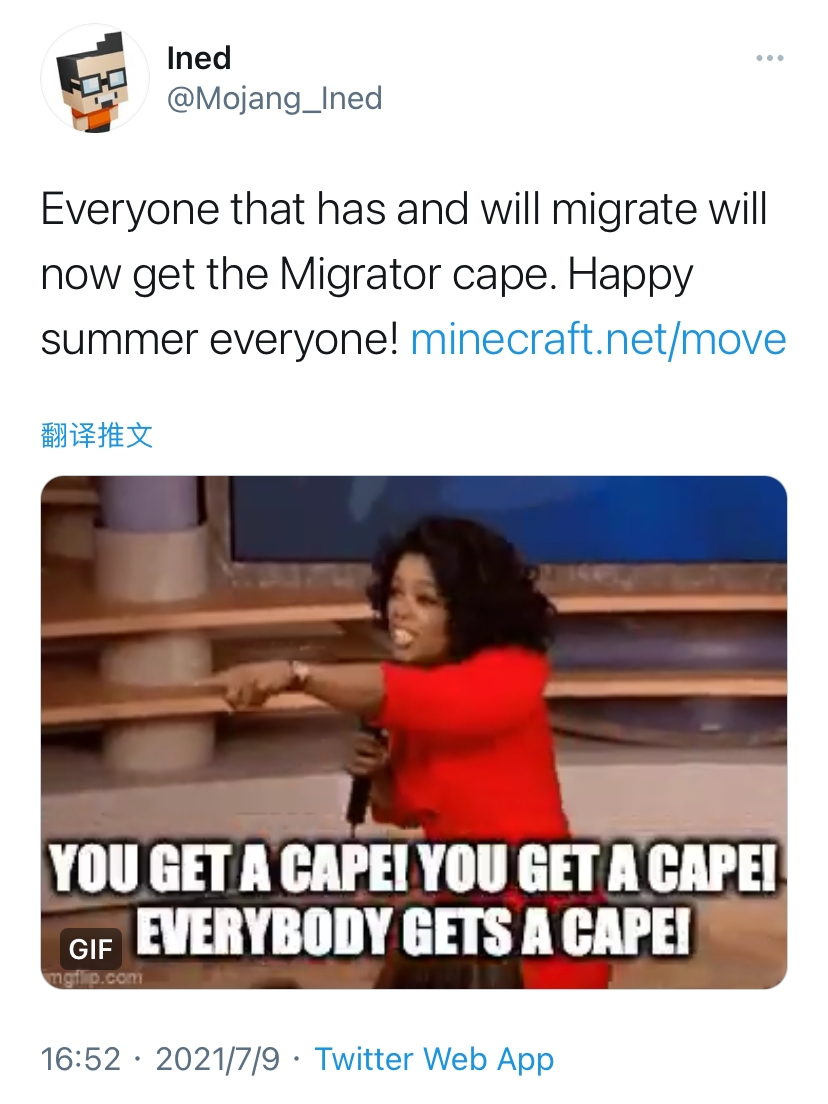 Ined
@Mojang_Ined
Everyone that has and will migrate will
now get the Migrator cape. Happy
summer everyone! minecraft.net/move
翻译推文
YOU GET A CAPE! YOU GET A CAPE!
EVERYBODY GETS A CAPE!
GIF
imgflip.com
16:52 · 2021/7/9 · Twitter Web App